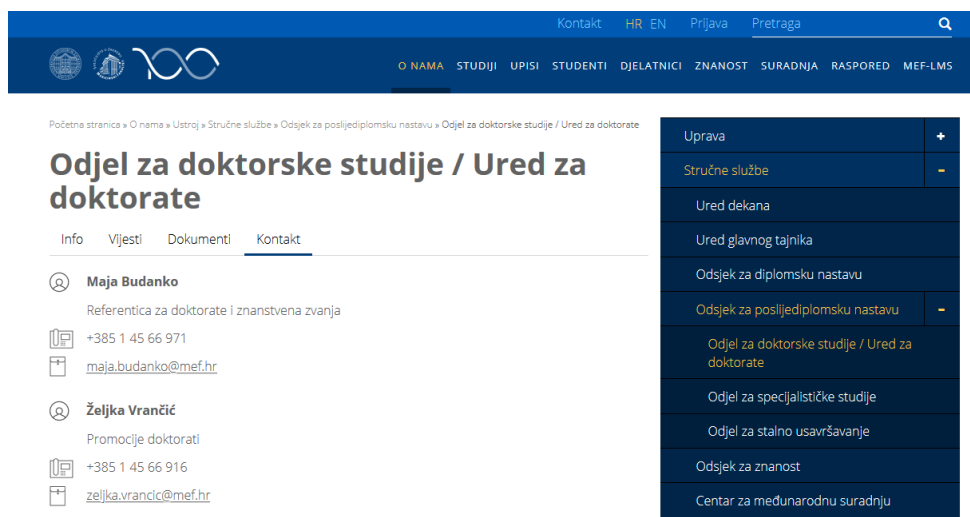 Kontakt HR EN Prijava Pretraga
O NAMA STUDIJI UPISI STUDENTI DJELATNICI ZNANOST SURADNJA RASPORED MEF-LMS
Početna stranica » O nama » Ustroj » Stručne službe » Odsjek za poslijediplomsku nastavu » Odjel za doktorske studije / Ured za doktorate
Odjel za doktorske studije / Ured za
doktorate
Info Vijesti Dokumenti Kontakt
Maja Budanko
Referentica za doktorate i znanstvena zvanja
+385 1 45 66 971
maja.budanko@mef.hr
Željka Vrančić
Promocije doktorati
+385 1 45 66 916
zeljka.vrancic@mef.hr
Uprava +
Stručne službe -
Ured dekana
Ured glavnog tajnika
Odsjek za diplomsku nastavu
Odsjek za poslijediplomsku nastavu -
Odjel za doktorske studije / Ured za
doktorate
Odjel za specijalističke studije
Odjel za stalno usavršavanje
Odsjek za znanost
Centar za međunarodnu suradnju